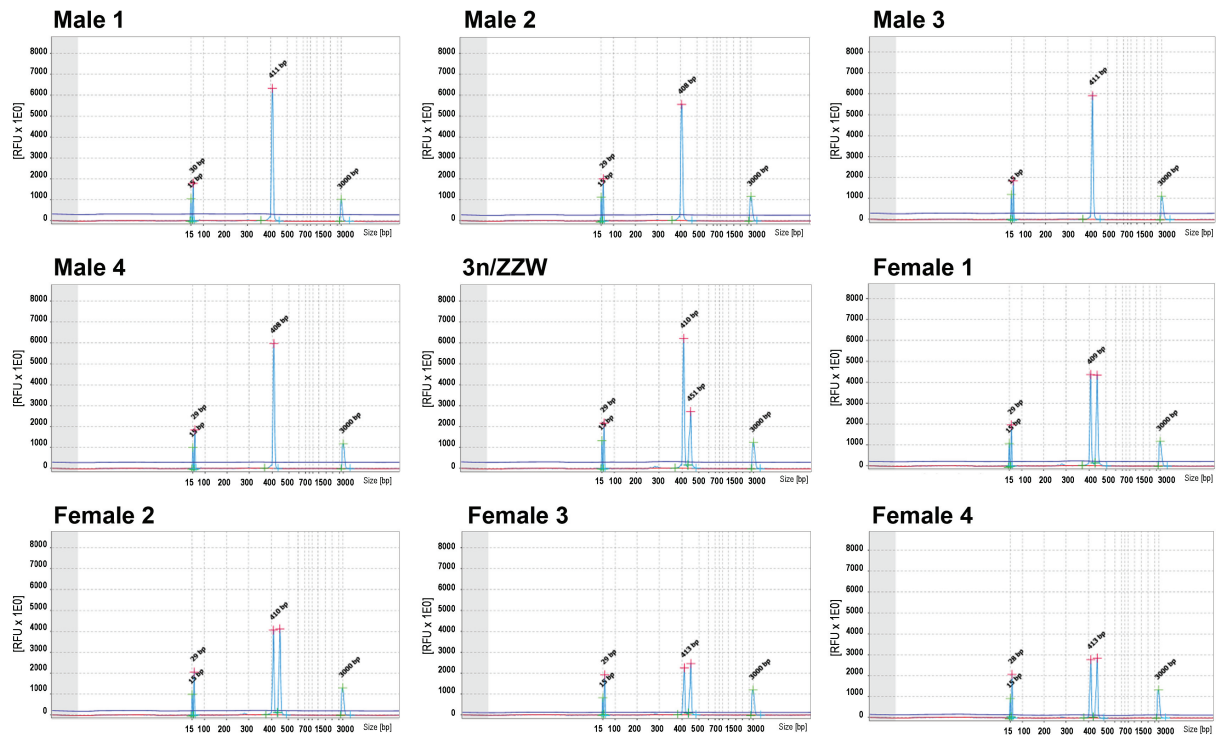 Male 1
Male 2
Male 3
8000
7000
6000
5000
4000
3000
2000
1000
0
[RFU x 1E0]
411 bp
30 bp
15 bp
3000 bp
15 100 200 300 400 500 700 1500 3000 Size [bp]
8000
7000
6000
5000
4000
3000
2000
1000
0
[RFU x 1E0]
408 bp
29 bp
15 bp
3000 bp
15 100 200 300 400 500 700 1500 3000 Size [bp]
8000
7000
6000
5000
4000
3000
2000
1000
0
[RFU x 1E0]
411 bp
15 bp
3000 bp
15 100 200 300 400 500 700 1500 3000 Size [bp]
Male 4
3n/ZZW
Female 1
8000
7000
6000
5000
4000
3000
2000
1000
0
[RFU x 1E0]
408 bp
29 bp
15 bp
3000 bp
15 100 200 300 400 500 700 1500 3000 Size [bp]
8000
7000
6000
5000
4000
3000
2000
1000
0
[RFU x 1E0]
410 bp
451 bp
29 bp
15 bp
3000 bp
15 100 200 300 400 500 700 1500 3000 Size [bp]
8000
7000
6000
5000
4000
3000
2000
1000
0
[RFU x 1E0]
409 bp
29 bp
15 bp
3000 bp
15 100 200 300 400 500 700 1500 3000 Size [bp]
Female 2
Female 3
Female 4
8000
7000
6000
5000
4000
3000
2000
1000
0
[RFU x 1E0]
410 bp
29 bp
15 bp
3000 bp
15 100 200 300 400 500 700 1500 3000 Size [bp]
8000
7000
6000
5000
4000
3000
2000
1000
0
[RFU x 1E0]
413 bp
29 bp
15 bp
3000 bp
15 100 200 300 400 500 700 1500 3000 Size [bp]
8000
7000
6000
5000
4000
3000
2000
1000
0
[RFU x 1E0]
413 bp
28 bp
15 bp
3000 bp
15 100 200 300 400 500 700 1500 3000 Size [bp]